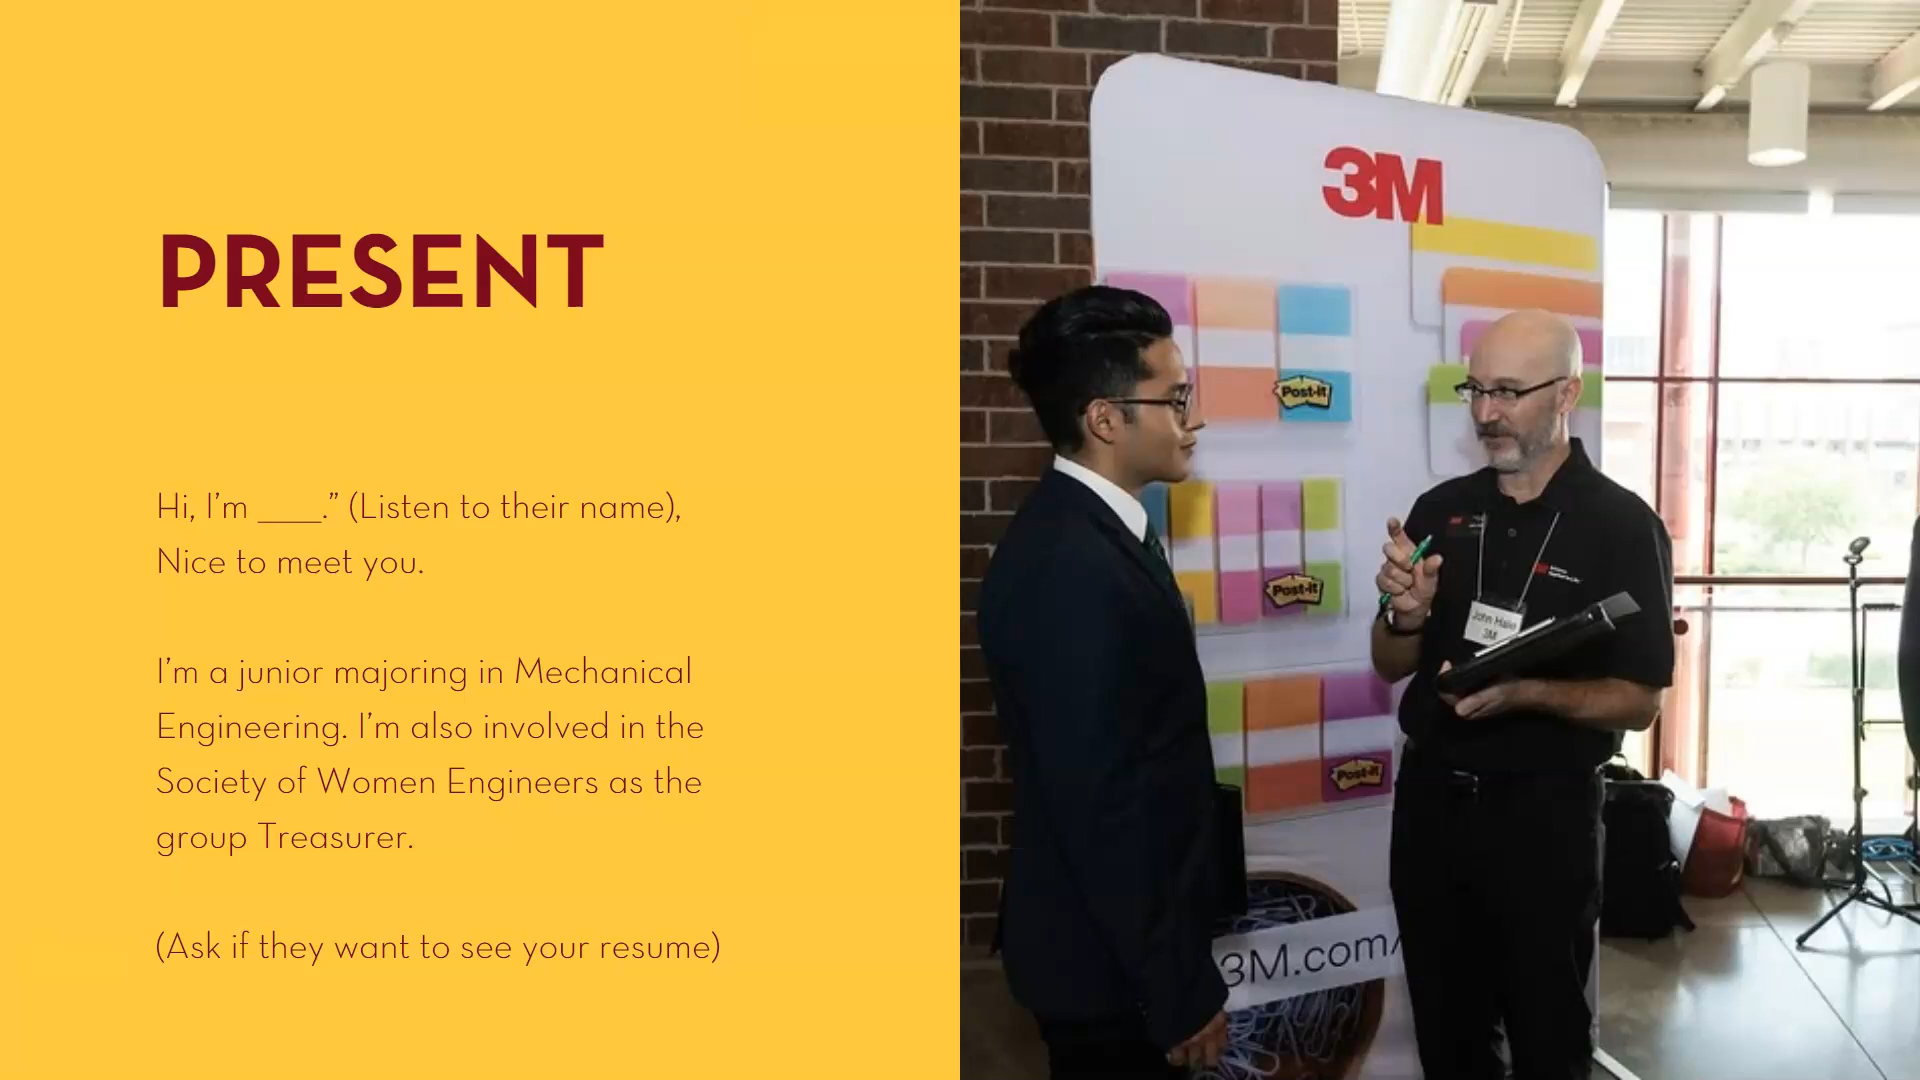 PRESENT
Hi, I'm ____." (Listen to their name),
Nice to meet you.
I'm a junior majoring in Mechanical
Engineering. I'm also involved in the
Society of Women Engineers as the
group Treasurer.
(Ask if they want to see your resume)
3M
Post-it
Post-it
Post-it
John
3M
3M.com/